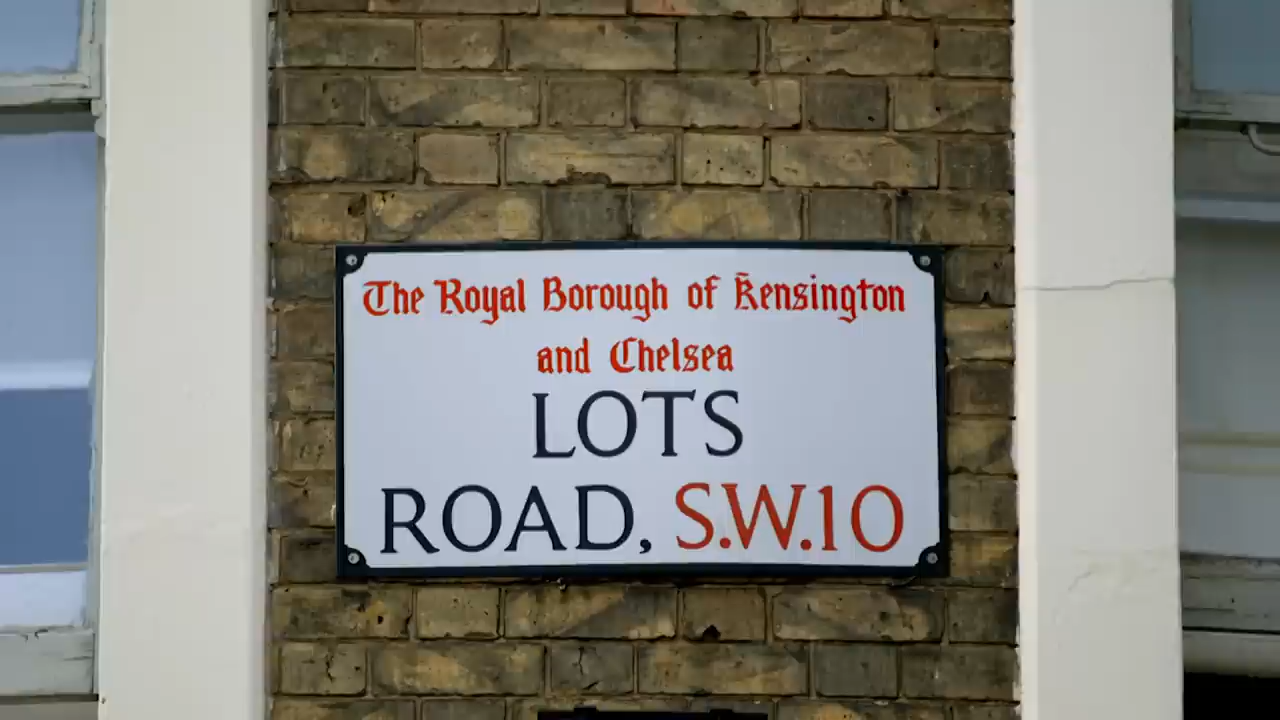 The Royal Borough of Kensington
and Chelsea
LOTS
ROAD, S.W.10